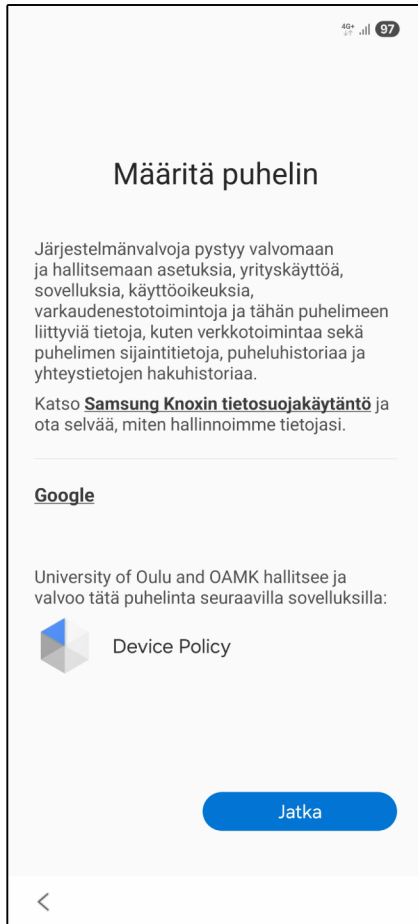 4G+ 97
Määritä puhelin
Järjestelmänvalvoja pystyy valvomaan
ja hallitsemaan asetuksia, yrityskäyttöä,
sovelluksia, käyttöoikeuksia,
varkaudenestotoimintoja ja tähän puhelimeen
liittyviä tietoja, kuten verkkotoimintaa sekä
puhelimen sijaintitietoja, puheluhistoriaa ja
yhteystietojen hakuhistoriaa.
Katso Samsung Knoxin tietosuojakäytäntö ja
ota selvää, miten hallinnoimme tietojasi.
Google
University of Oulu and OAMK hallitsee ja
valvoo tätä puhelinta seuraavilla sovelluksilla:
Device Policy
Jatka